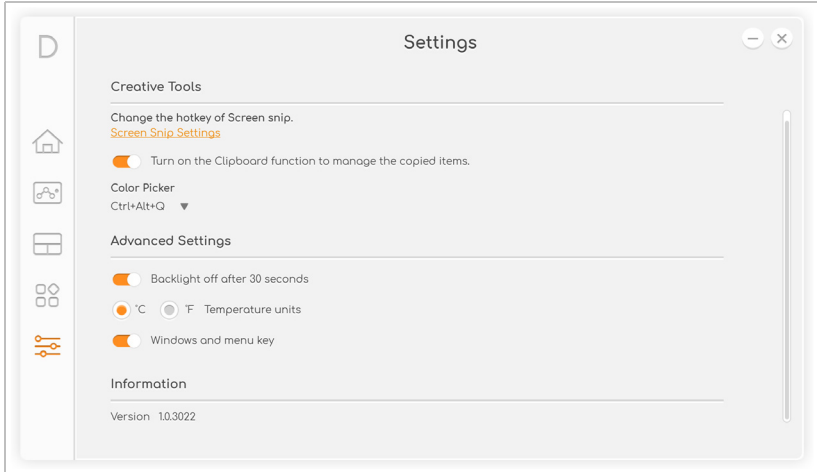 D
Settings
Creative Tools
Change the hotkey of Screen snip.
Screen Snip Settings
Turn on the Clipboard function to manage the copied items.
Color Picker
Ctrl+Alt+Q
Advanced Settings
Backlight off after 30 seconds
°C °F Temperature units
Windows and menu key
Information
Version 1.0.3022